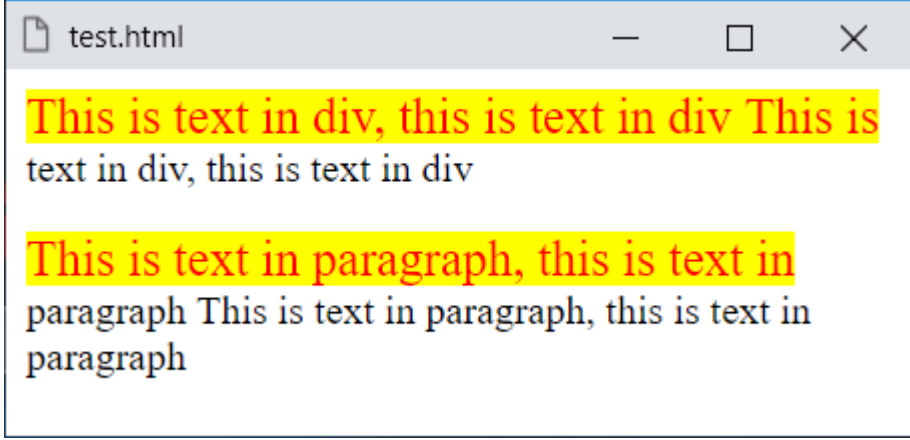 test.html
This is text in div, this is text in div This is
text in div, this is text in div
This is text in paragraph, this is text in
paragraph This is text in paragraph, this is text in
paragraph